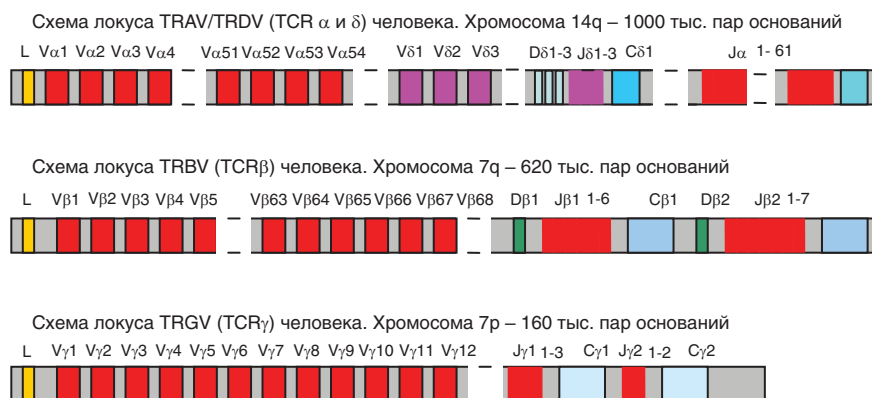 Схема локуса TRAV/TRDV (TCR α и δ) человека. Хромосома 14q – 1000 тыс. пар оснований
L Vα1 Vα2 Vα3 Vα4 Vα51 Vα52 Vα53 Vα54 Vδ1 Vδ2 Vδ3 Dδ1-3 Jδ1-3 Cδ1 Jα 1- 61
Схема локуса TRBV (TCRβ) человека. Хромосома 7q – 620 тыс. пар оснований
L Vβ1 Vβ2 Vβ3 Vβ4 Vβ5 Vβ63 Vβ64 Vβ65 Vβ66 Vβ67 Vβ68 Dβ1 Jβ1 1-6 Cβ1 Dβ2 Jβ2 1-7
Схема локуса TRGV (TCRγ) человека. Хромосома 7p – 160 тыс. пар оснований
L Vγ1 Vγ2 Vγ3 Vγ4 Vγ5 Vγ6 Vγ7 Vγ8 Vγ9 Vγ10 Vγ11 Vγ12 Jγ1 1-3 Cγ1 Jγ2 1-2 Cγ2